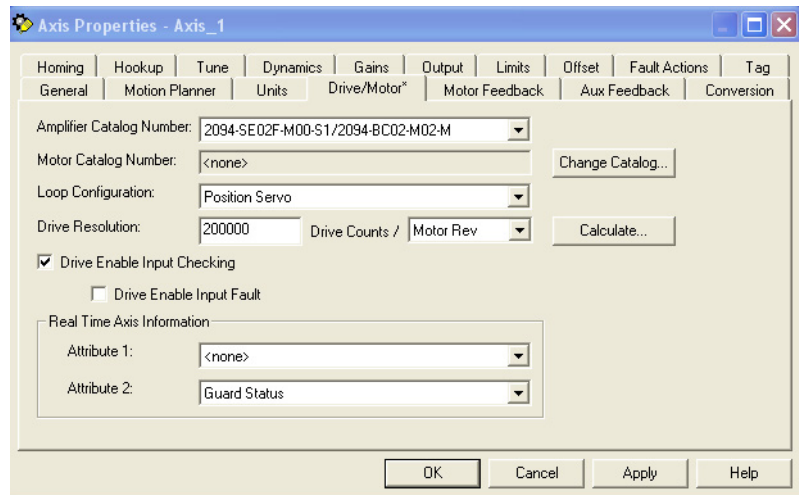 Axis Properties - Axis_1
Homing Hookup Tune Dynamics Gains Output Limits Offset Fault Actions Tag
General Motion Planner Units Drive/Motor* Motor Feedback Aux Feedback Conversion
Amplifier Catalog Number: 2094-SE02F-M00-S1/2094-BC02-M02-M
Motor Catalog Number: <none> Change Catalog...
Loop Configuration: Position Servo
Drive Resolution: 200000 Drive Counts / Motor Rev Calculate...
Drive Enable Input Checking
Drive Enable Input Fault
Real Time Axis Information
Attribute 1: <none>
Attribute 2: Guard Status
OK Cancel Apply Help